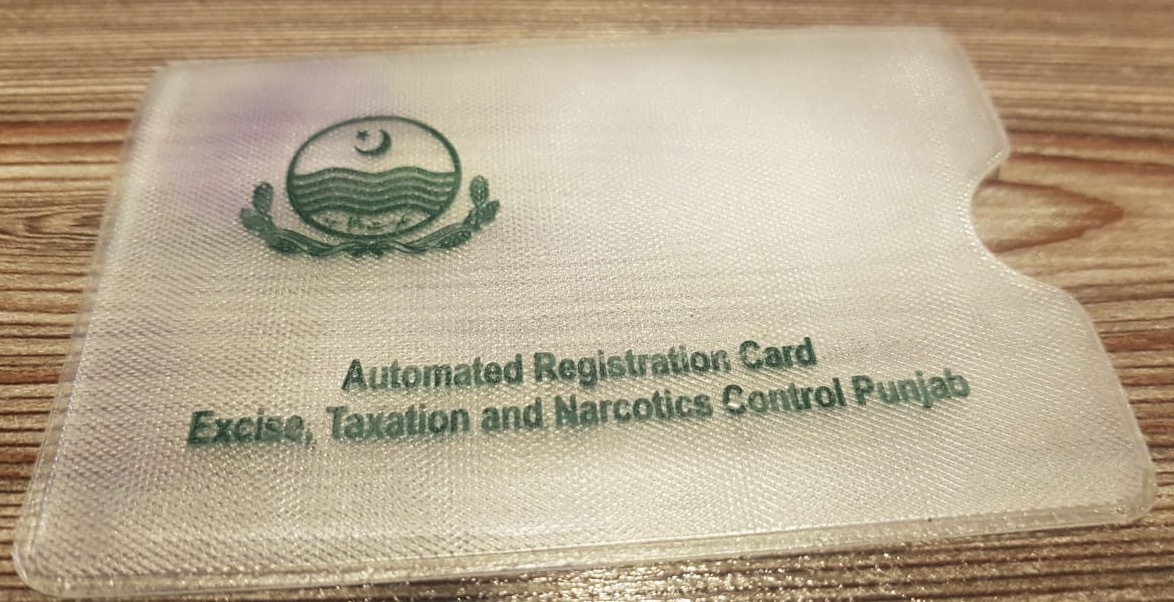 Automated Registration Card
Excise, Taxation and Narcotics Control Punjab